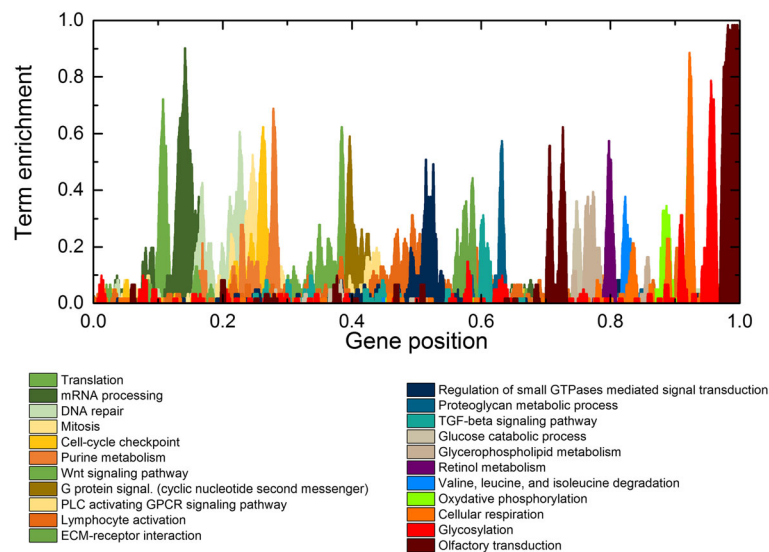 1.0
0.8
0.6
0.4
0.2
0.0
Term enrichment
0.0 0.2 0.4 0.6 0.8 1.0
Gene position
Translation
mRNA processing
DNA repair
Mitosis
Cell-cycle checkpoint
Purine metabolism
Wnt signaling pathway
G protein signal. (cyclic nucleotide second messenger)
PLC activating GPCR signaling pathway
Lymphocyte activation
ECM-receptor interaction
Regulation of small GTPases mediated signal transduction
Proteoglycan metabolic process
TGF-beta signaling pathway
Glucose catabolic process
Glycerophospholipid metabolism
Retinol metabolism
Valine, leucine, and isoleucine degradation
Oxydative phosphorylation
Cellular respiration
Glycosylation
Olfactory transduction